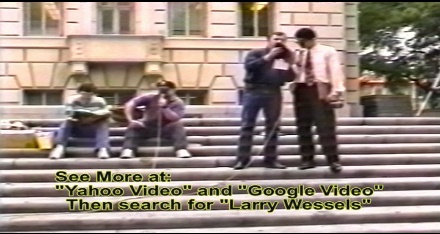 See More at:
"Yahoo Video" and "Google Video"
Then search for "Larry Wessels"